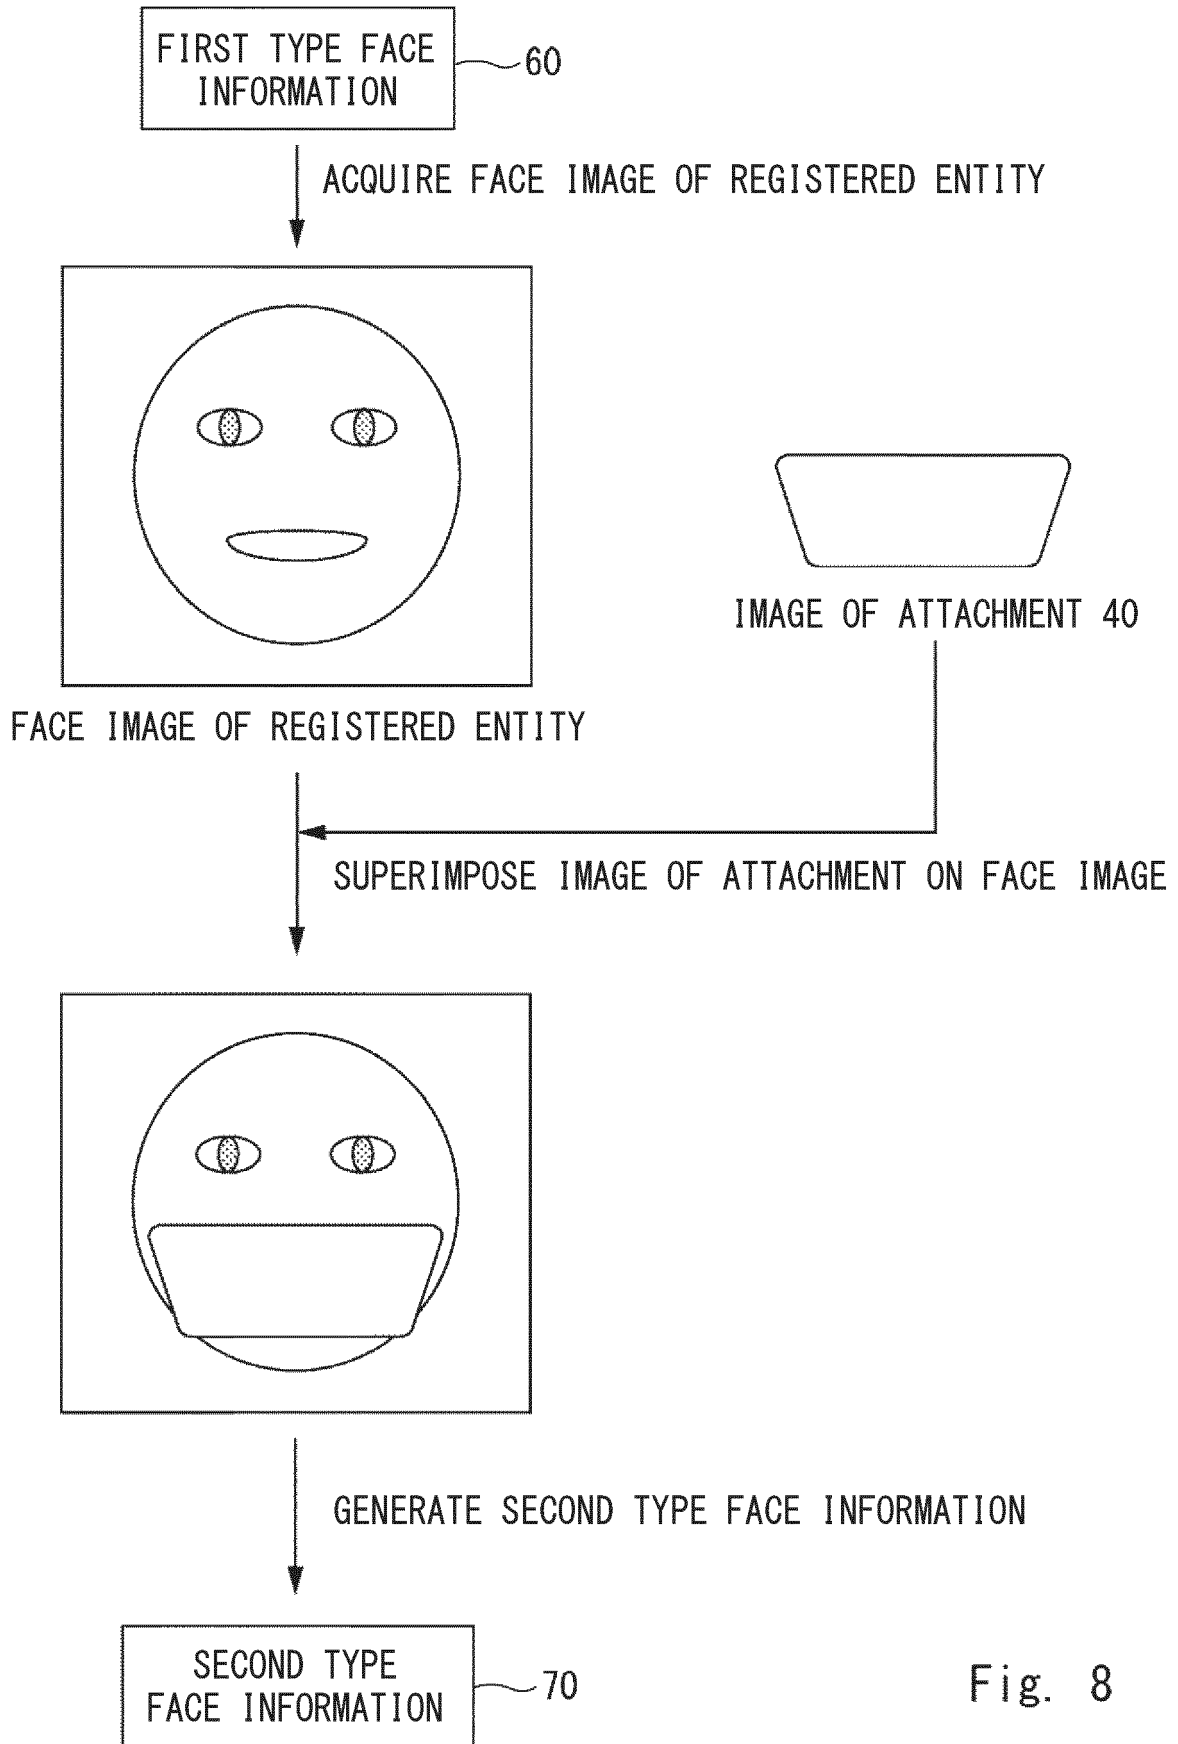 FIRST TYPE FACE
INFORMATION
60
ACQUIRE FACE IMAGE OF REGISTERED ENTITY
IMAGE OF ATTACHMENT 40
FACE IMAGE OF REGISTERED ENTITY
SUPERIMPOSE IMAGE OF ATTACHMENT ON FACE IMAGE
GENERATE SECOND TYPE FACE INFORMATION
SECOND TYPE
FACE INFORMATION
70
Fig. 8